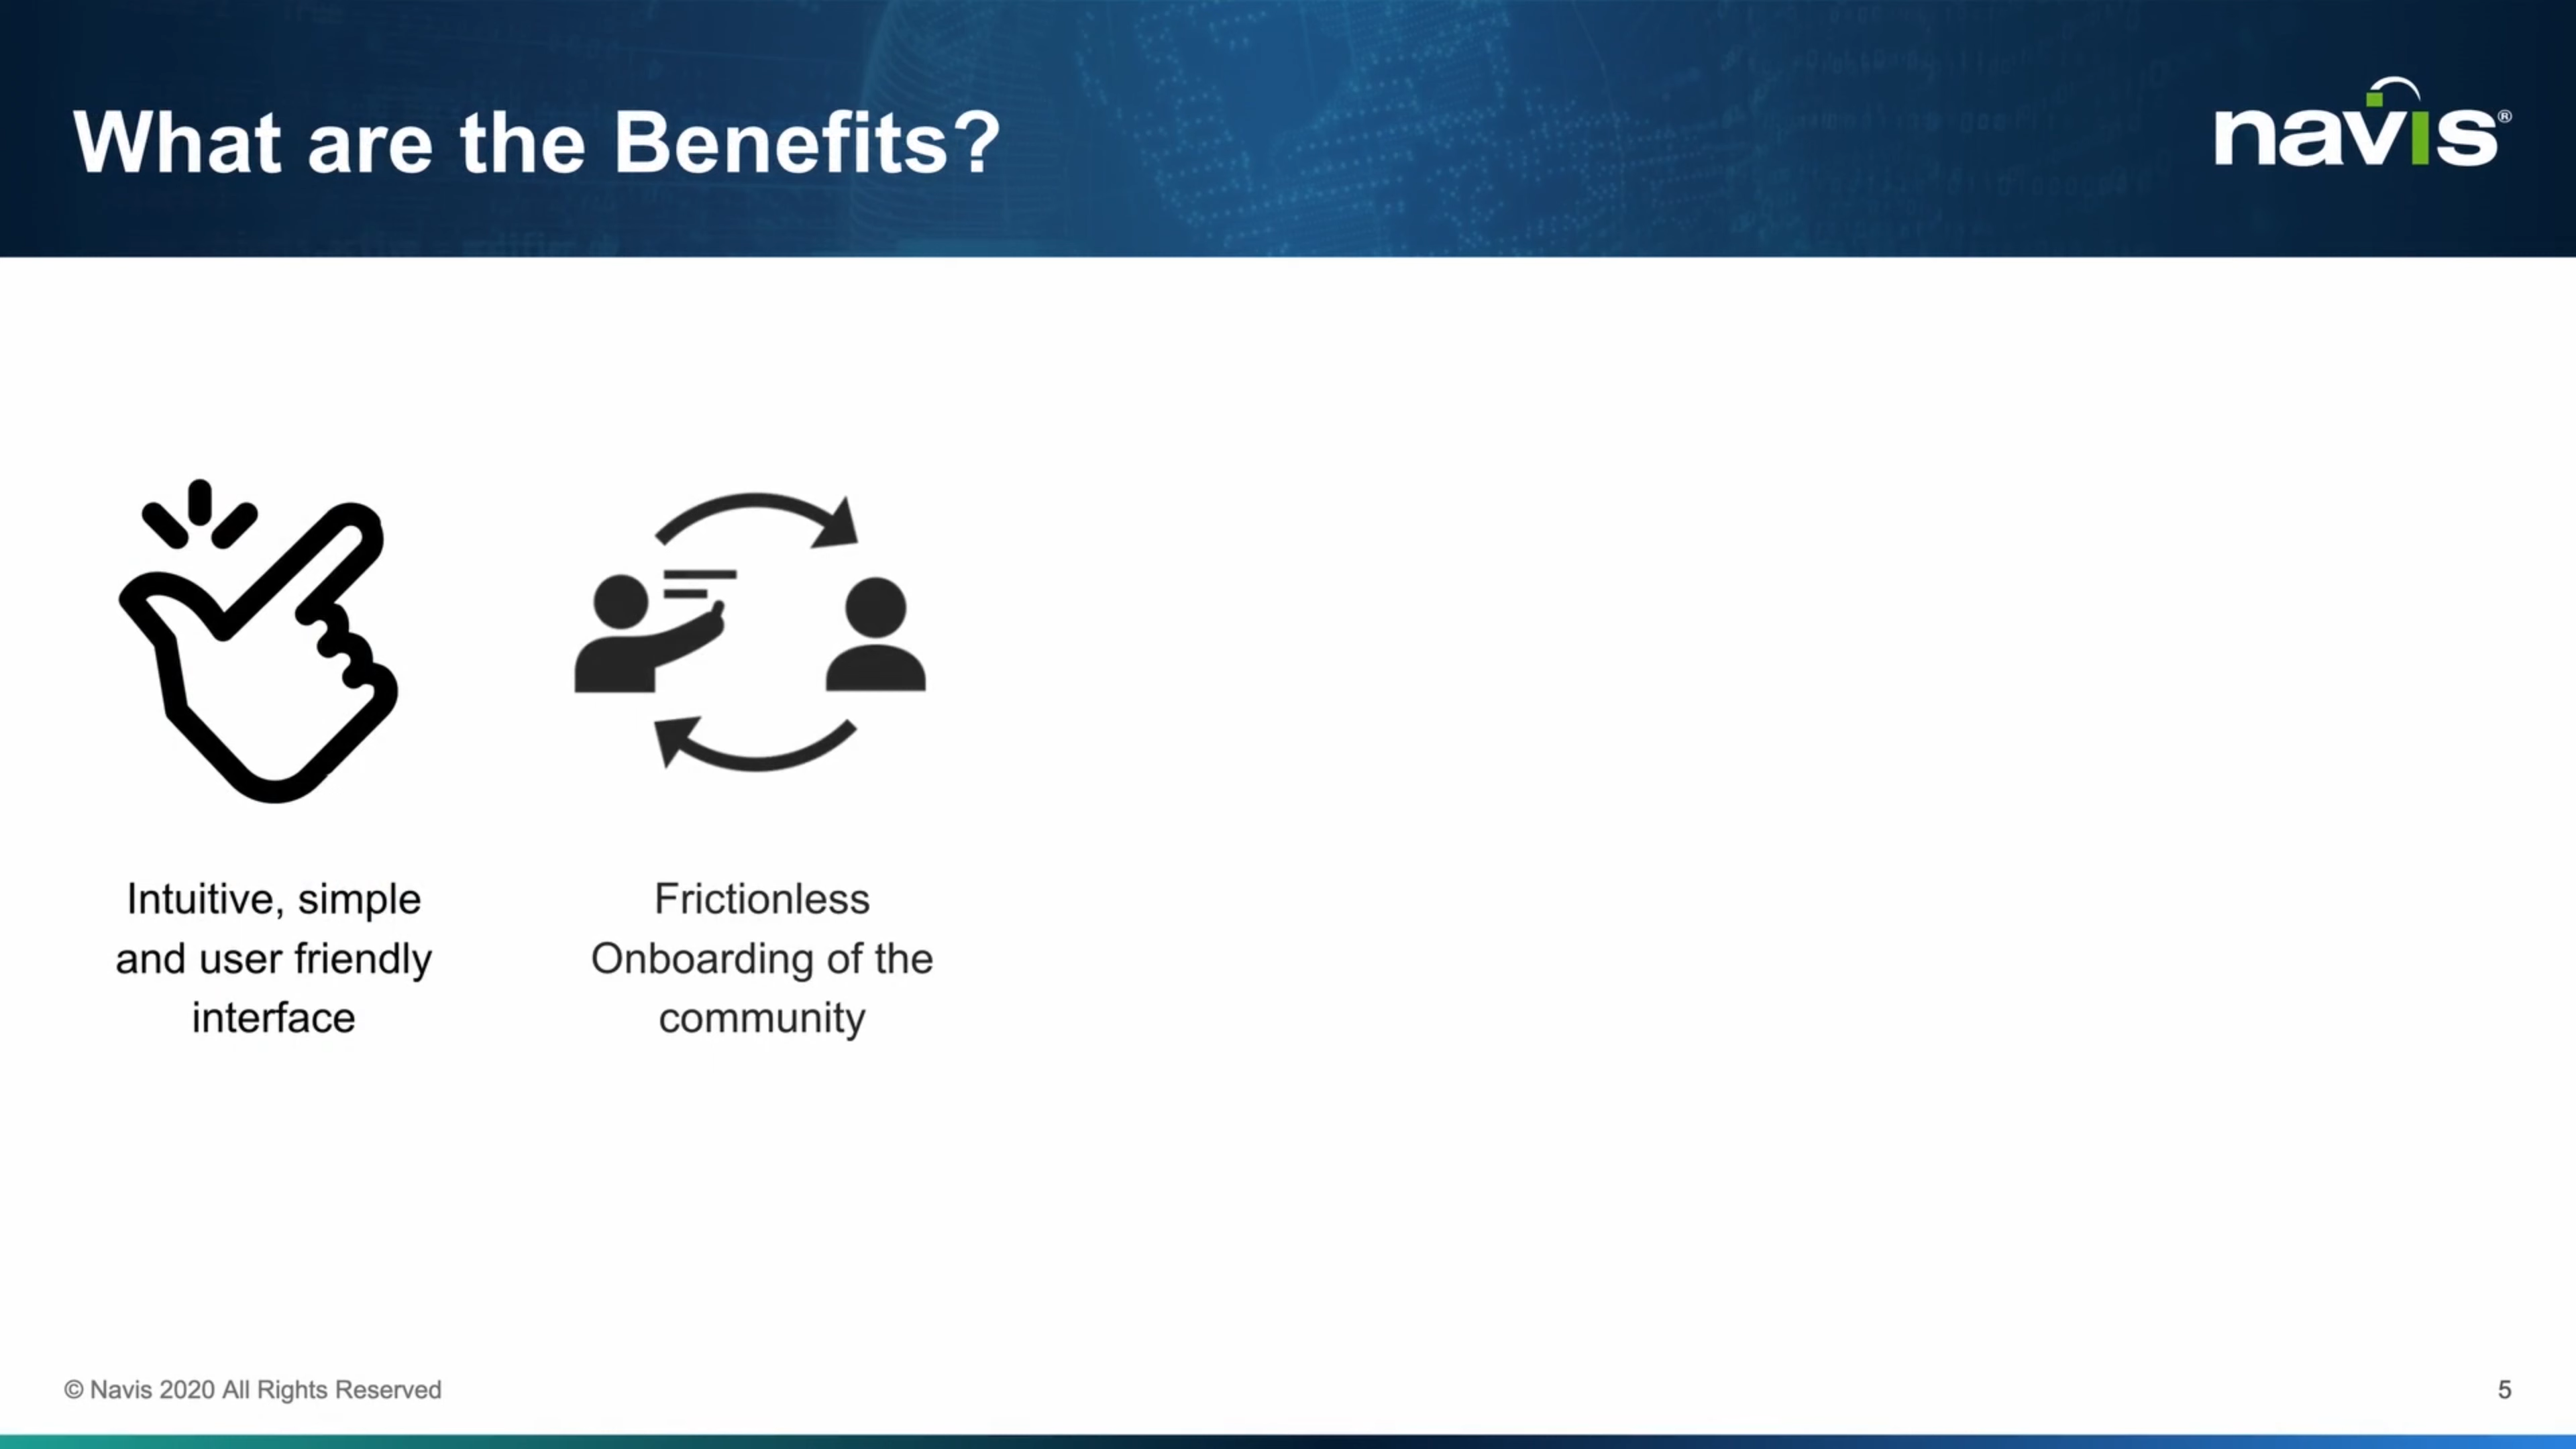 What are the Benefits?
navis®
Intuitive, simple
and user friendly
interface
Frictionless
Onboarding of the
community
© Navis 2020 All Rights Reserved
5